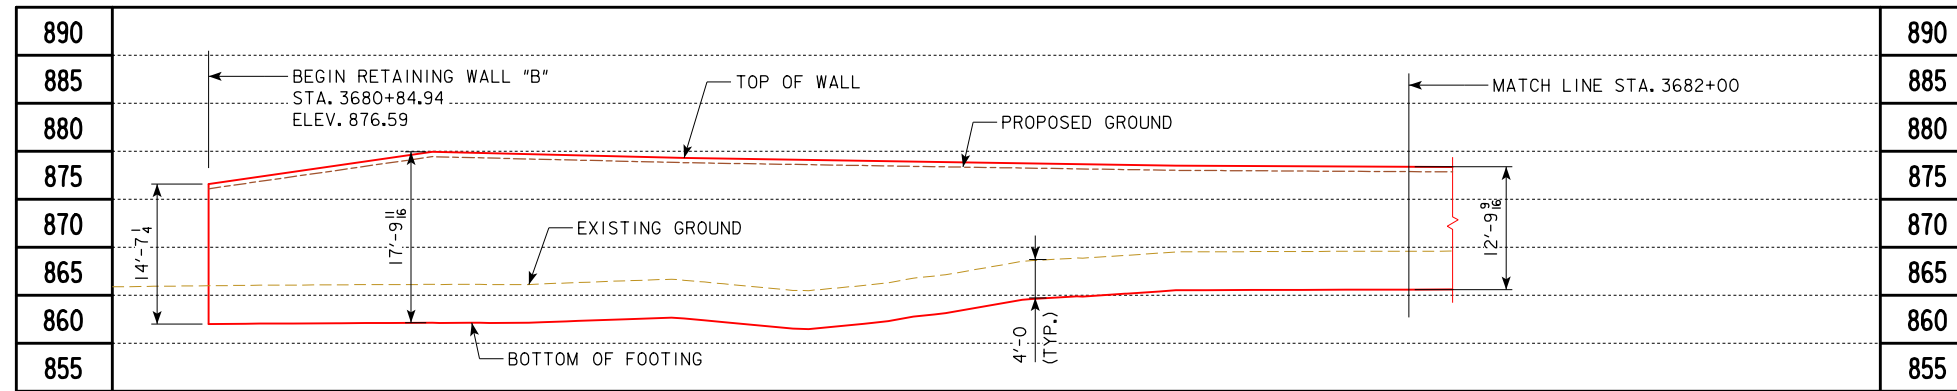 890
885
880
875
870
865
860
855
BEGIN RETAINING WALL "B"
STA. 3680+84.94
ELEV. 876.59
TOP OF WALL
PROPOSED GROUND
MATCH LINE STA. 3682+00
14'-7 1/4
17'-9 11/16
EXISTING GROUND
12'-9 9/16
BOTTOM OF FOOTING
4'-0
(TYP.)
890
885
880
875
870
865
860
855